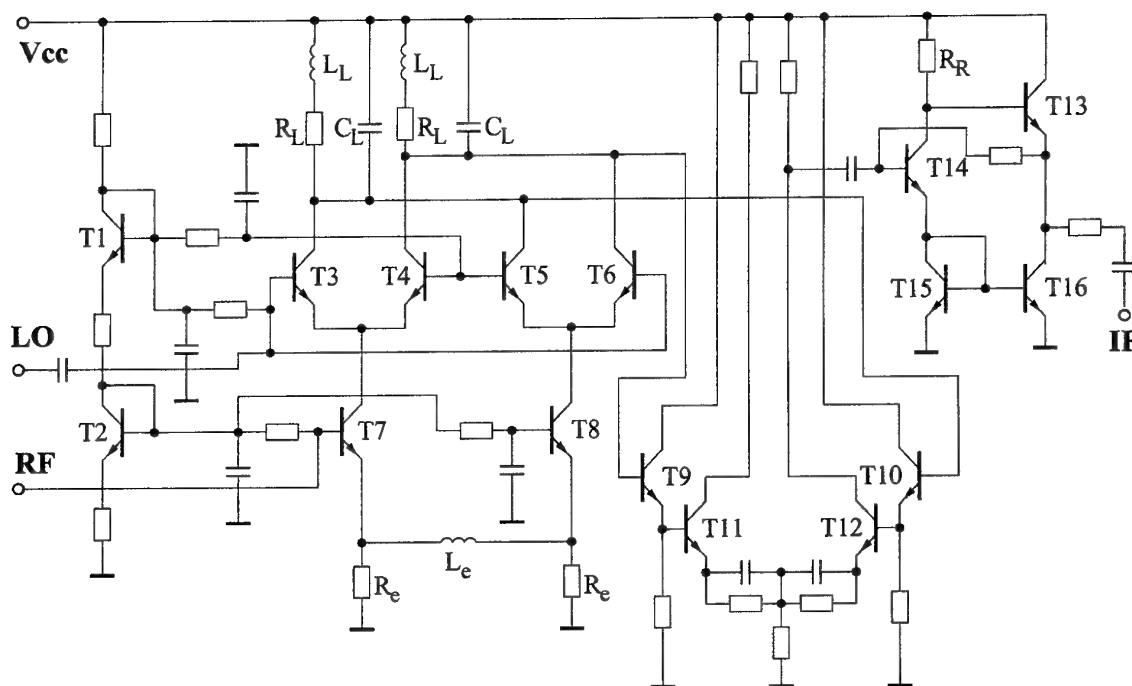 Vcc
L_L
L_L
R_R
T13
R_L
C_L
R_L
C_L
T14
T1
T3
T4
T5
T6
T15
T16
LO
IF
T2
T7
T8
RF
T9
T10
T11
T12
L_e
R_e
R_e